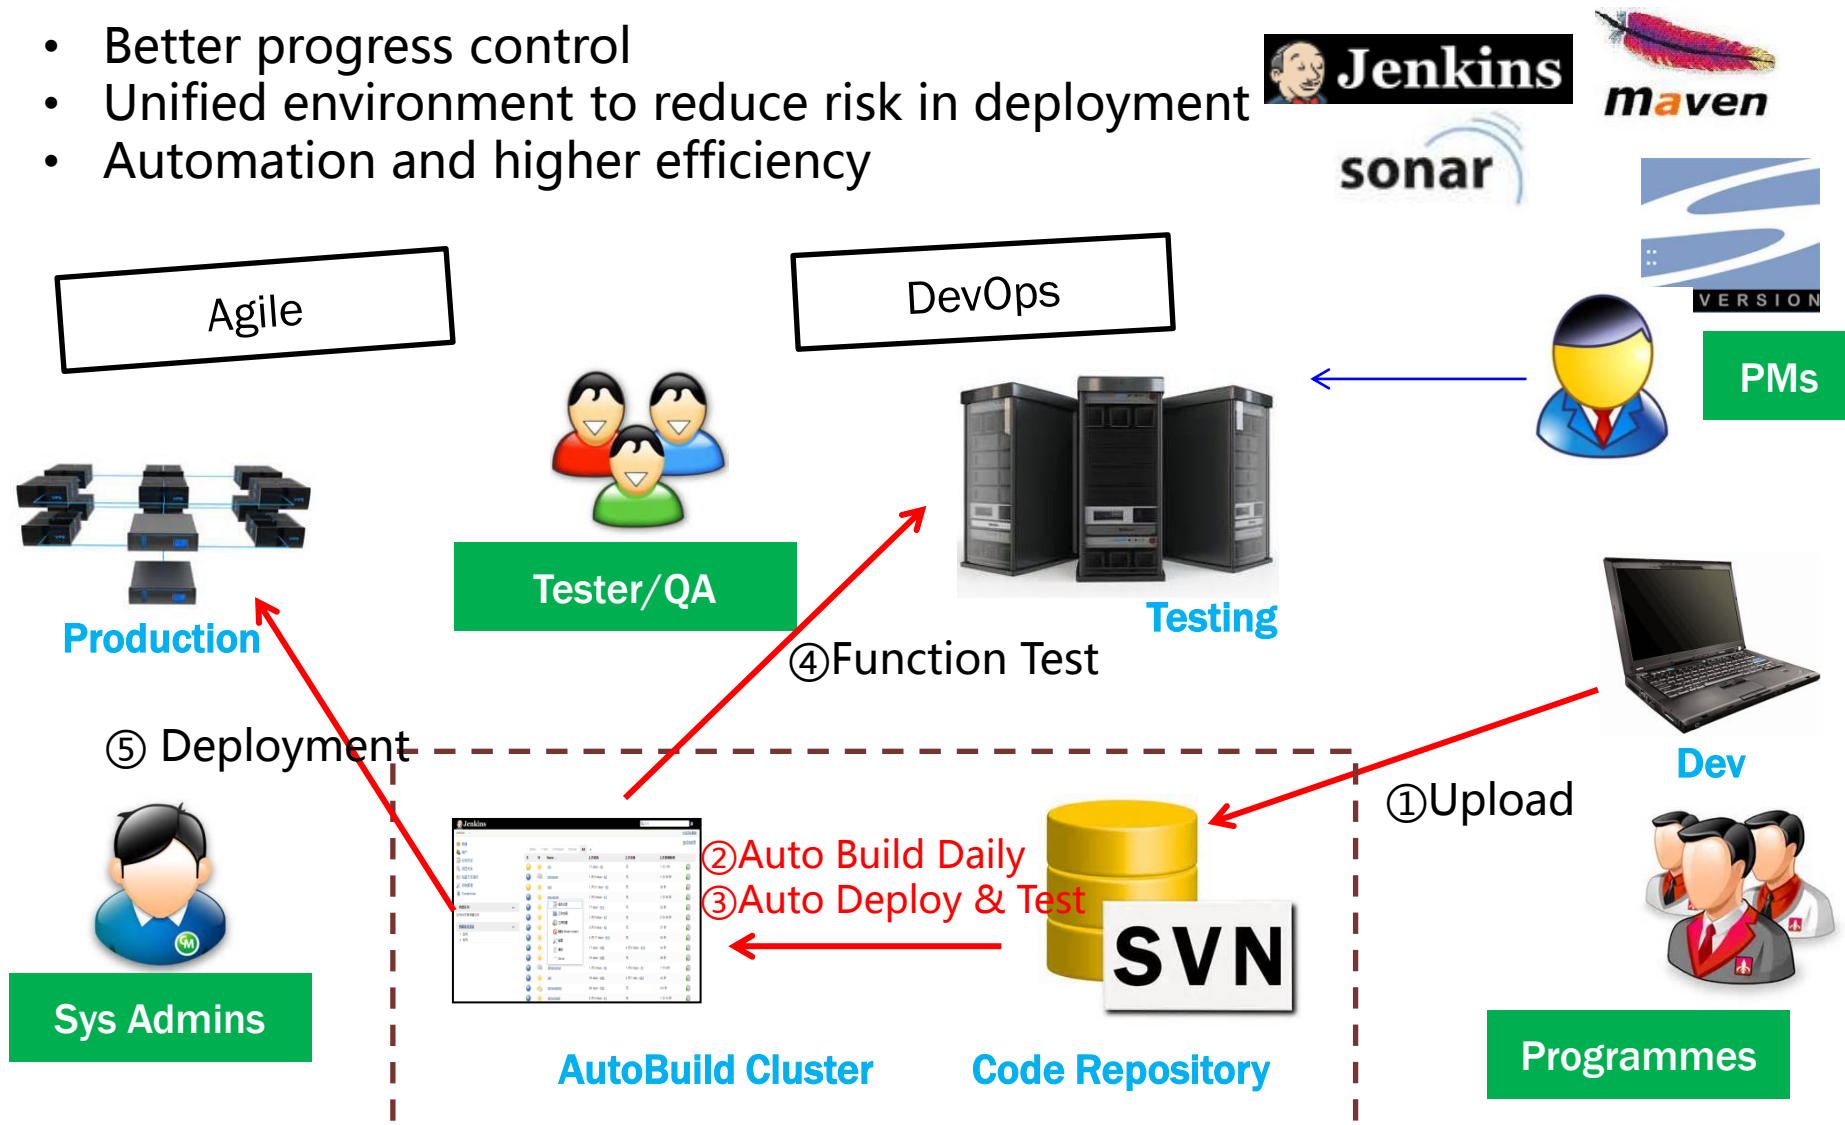 • Better progress control
• Unified environment to reduce risk in deployment
• Automation and higher efficiency
Jenkins
maven
sonar
VERSION
Agile
DevOps
PMs
Tester/QA
Testing
Production
④Function Test
⑤ Deployment
Dev
①Upload
Jenkins
②Auto Build Daily
③Auto Deploy & Test
SVN
Sys Admins
AutoBuild Cluster
Code Repository
Programmes